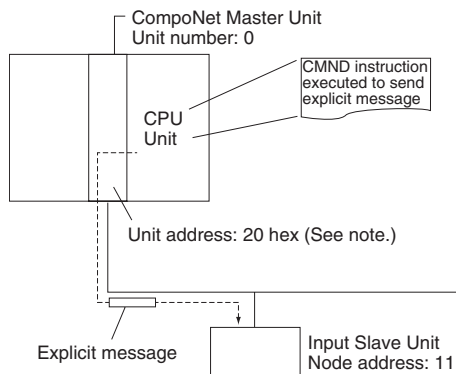 CompoNet Master Unit
Unit number: 0
CMND instruction
executed to send
explicit message
CPU
Unit
Unit address: 20 hex (See note.)
Explicit message
Input Slave Unit
Node address: 11